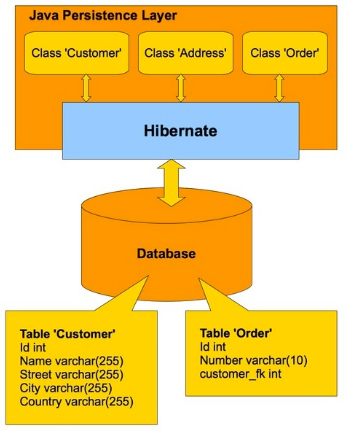 Java Persistence Layer
Class 'Customer'
Class 'Address'
Class 'Order'
Hibernate
Database
Table 'Customer'
Id int
Name varchar(255)
Street varchar(255)
City varchar(255)
Country varchar(255)
Table 'Order'
Id int
Number varchar(10)
customer_fk int